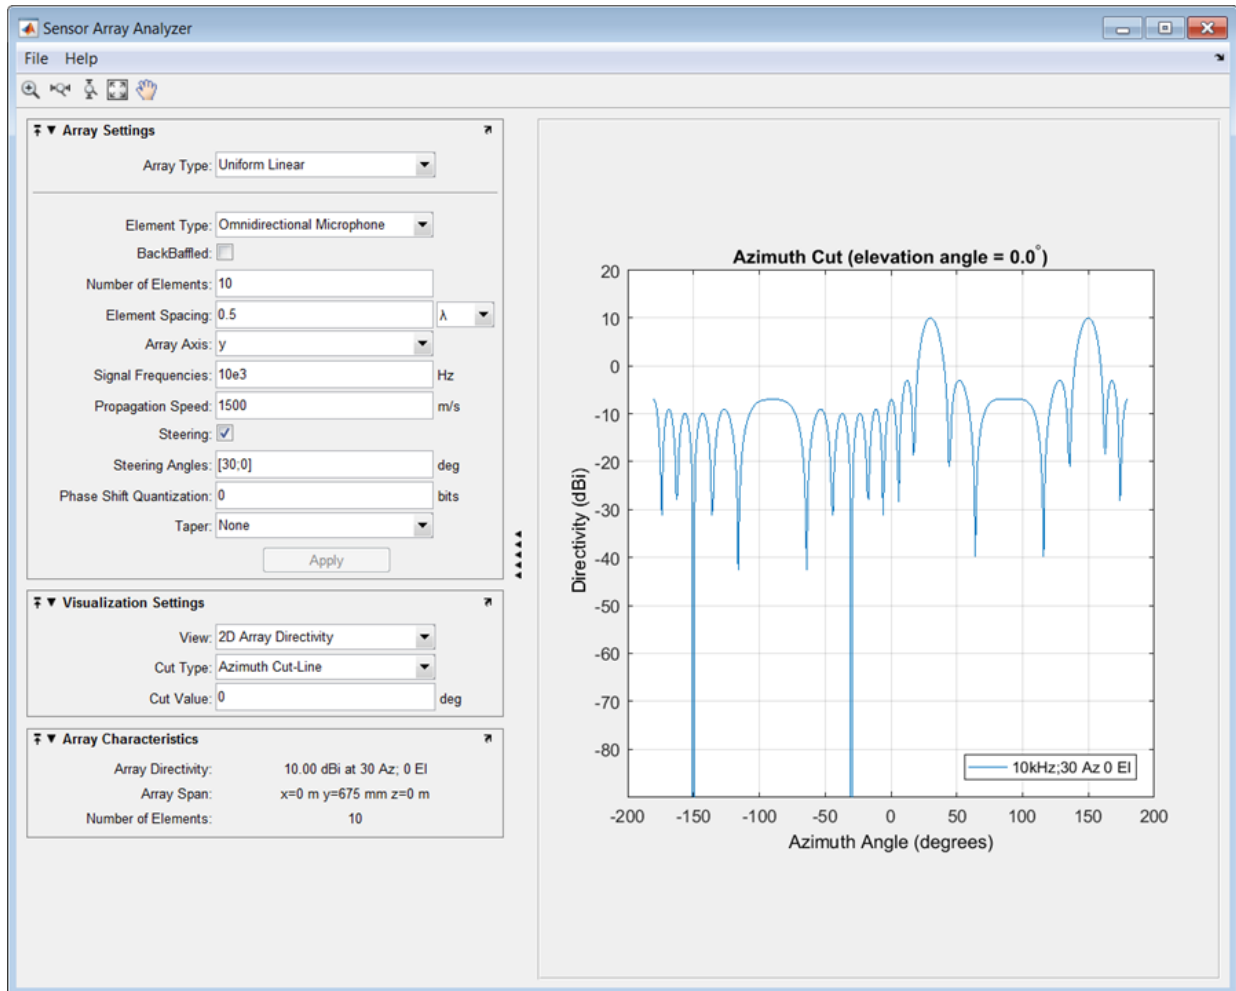 Sensor Array Analyzer
File Help
Array Settings
Array Type: Uniform Linear
Element Type: Omnidirectional Microphone
BackBaffled:
Number of Elements: 10
Element Spacing: 0.5 λ
Array Axis: y
Signal Frequencies: 10e3 Hz
Propagation Speed: 1500 m/s
Steering:
Steering Angles: [30;0] deg
Phase Shift Quantization: 0 bits
Taper: None
Apply
Visualization Settings
View: 2D Array Directivity
Cut Type: Azimuth Cut-Line
Cut Value: 0 deg
Array Characteristics
Array Directivity: 10.00 dBi at 30 Az; 0 El
Array Span: x=0 m y=675 mm z=0 m
Number of Elements: 10
Azimuth Cut (elevation angle = 0.0°)
20
10
0
-10
-20
-30
-40
-50
-60
-70
-80
Directivity (dBi)
10kHz;30 Az 0 El
-200 -150 -100 -50 0 50 100 150 200
Azimuth Angle (degrees)